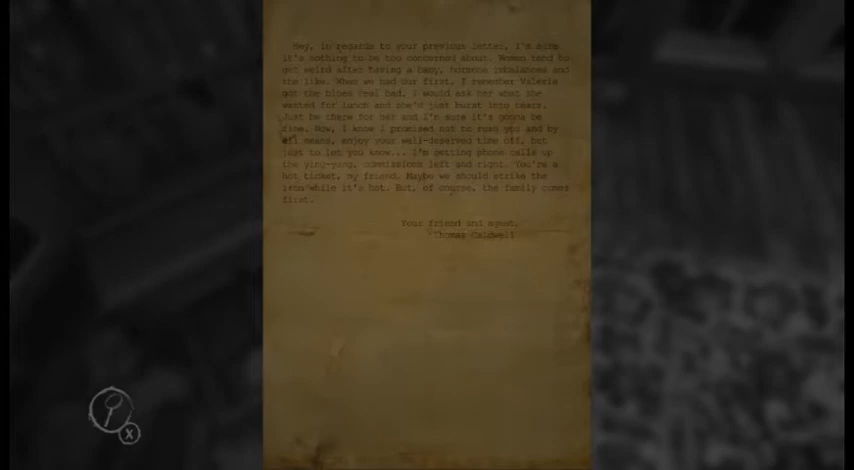 Hey, in regards to your previous letter, I'm sure
it's nothing to be too concerned about. Women tend to
get weird after having a baby, hormone imbalances and
the like. When we had our first, I remember Valerie
got the blues real bad. I would ask her what she
wanted for lunch and she'd just burst into tears.
Just be there for her and I'm sure it's gonna be
fine. Now, I know I promised not to rush you and by
all means, enjoy your well-deserved time off, but
just to let you know... I'm getting phone calls up
the ying-yang, commissions left and right. You're a
hot ticket, my friend. Maybe we should strike the
iron while it's hot. But, of course, the family comes
first.
Your friend and agent,
Thomas Caldwell
X